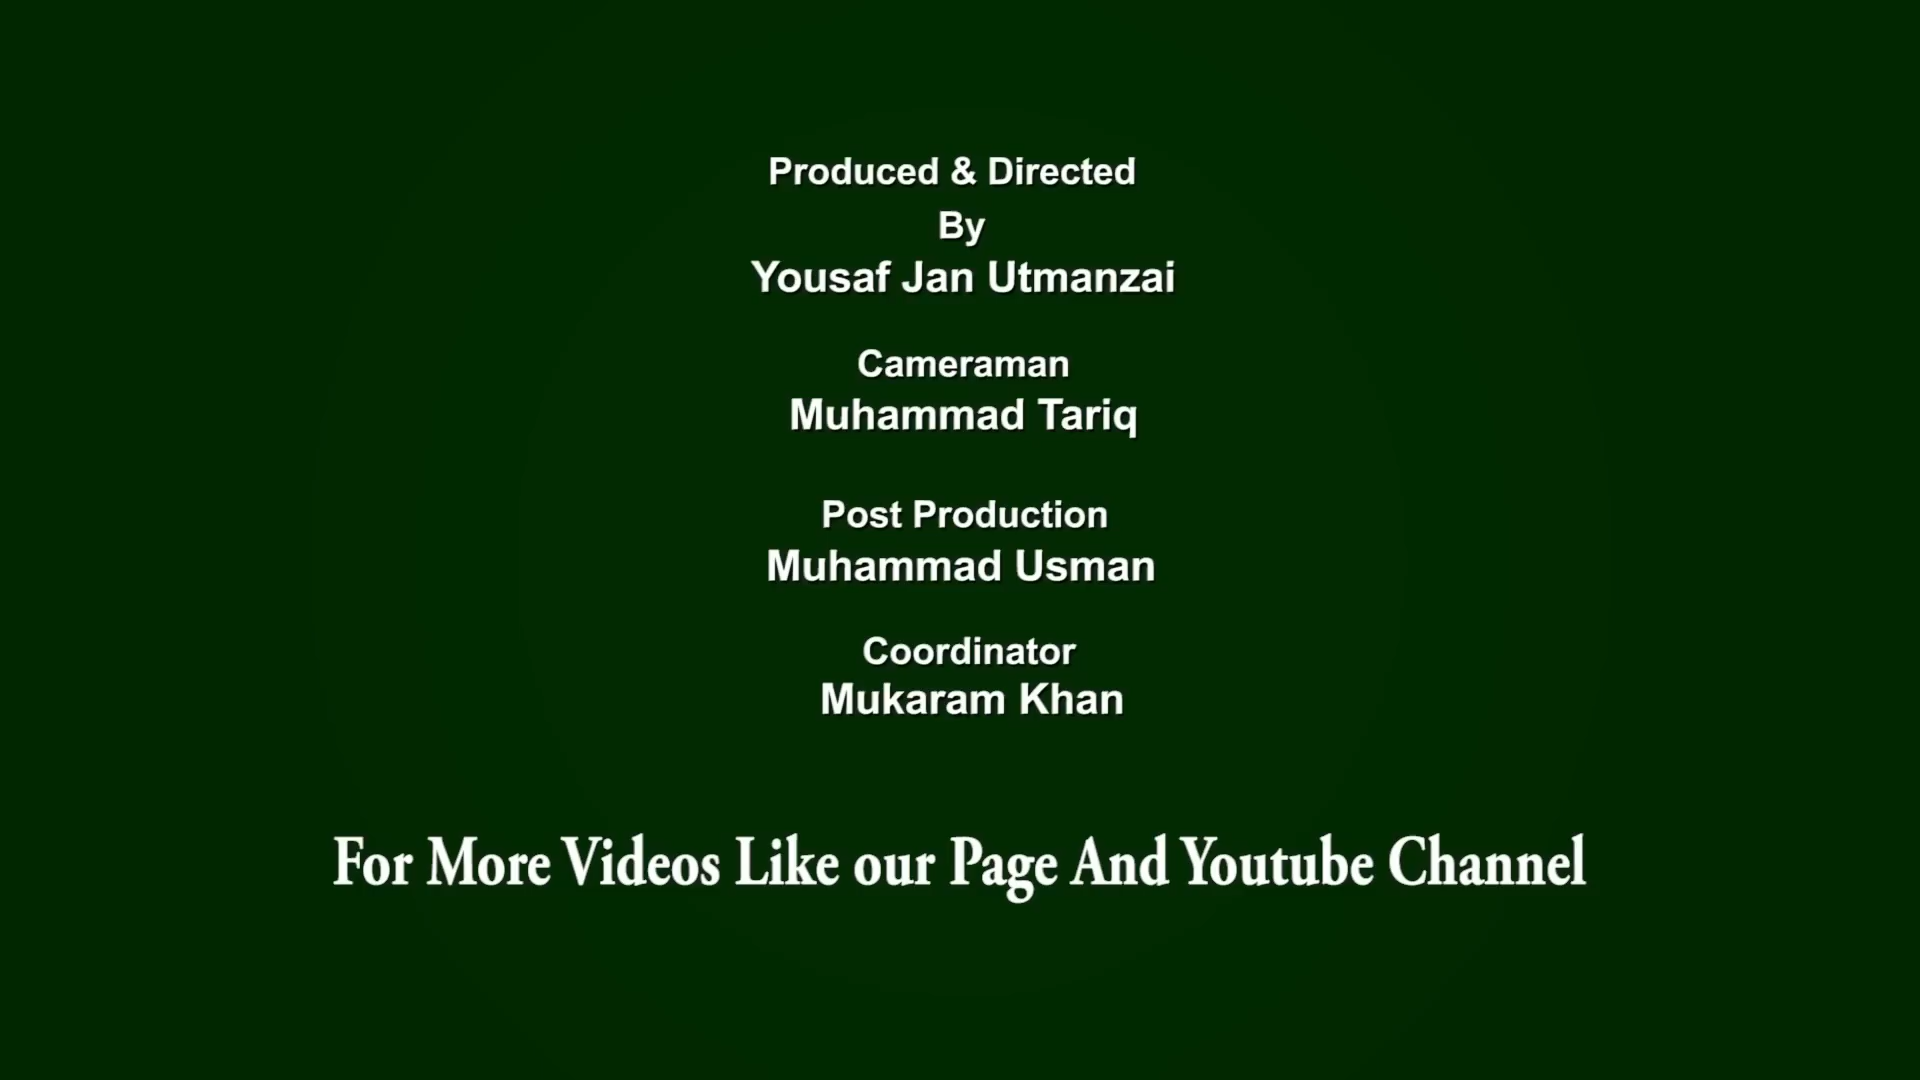 Produced & Directed
By
Yousaf Jan Utmanzai
Cameraman
Muhammad Tariq
Post Production
Muhammad Usman
Coordinator
Mukaram Khan
For More Videos Like our Page And Youtube Channel